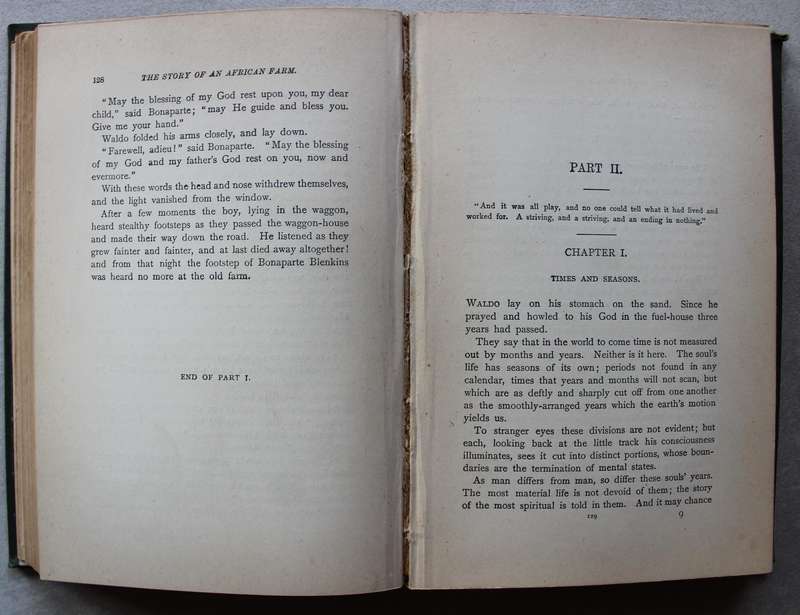 128 THE STORY OF AN AFRICAN FARM.
"May the blessing of my God rest upon you, my dear
child," said Bonaparte; "may He guide and bless you.
Give me your hand."
Waldo folded his arms closely, and lay down.
"Farewell, adieu!" said Bonaparte. "May the blessing
of my God and my father's God rest on you, now and
evermore."
With these words the head and nose withdrew themselves,
and the light vanished from the window.
After a few moments the boy, lying in the waggon,
heard stealthy footsteps as they passed the waggon-house
and made their way down the road. He listened as they
grew fainter and fainter, and at last died away altogether!
and from that night the footstep of Bonaparte Blenkins
was heard no more at the old farm.
END OF PART I.
PART II.
"And it was all play, and no one could tell what it had lived and
worked for. A striving, and a striving, and an ending in nothing."
CHAPTER I.
TIMES AND SEASONS.
WALDO lay on his stomach on the sand. Since he
prayed and howled to his God in the fuel-house three
years had passed.
They say that in the world to come time is not measured
out by months and years. Neither is it here. The soul's
life has seasons of its own; periods not found in any
calendar, times that years and months will not scan, but
which are as deftly and sharply cut off from one another
as the smoothly-arranged years which the earth's motion
yields us.
To stranger eyes these divisions are not evident; but
each, looking back at the little track his consciousness
illuminates, sees it cut into distinct portions, whose boun-
daries are the termination of mental states.
As man differs from man, so differ these souls' years.
The most material life is not devoid of them; the story
of the most spiritual is told in them. And it may chance
129 9